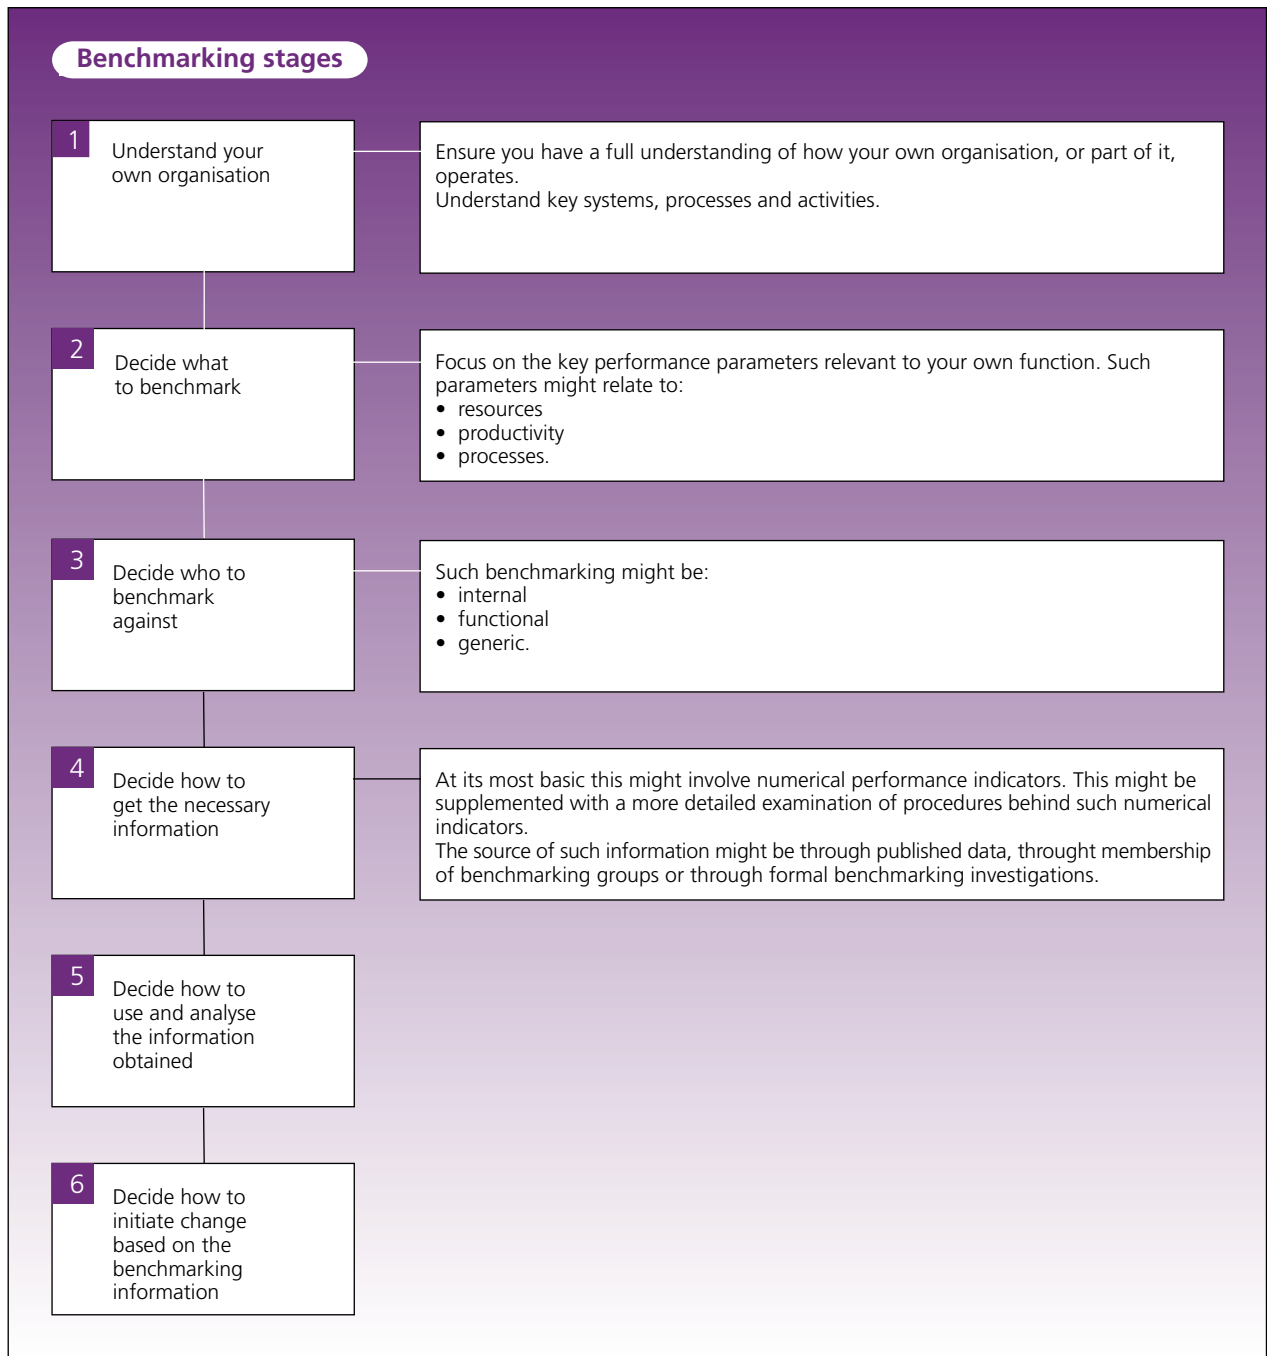 Benchmarking stages
1
Understand your
own organisation
Ensure you have a full understanding of how your own organisation, or part of it,
operates.
Understand key systems, processes and activities.
2
Decide what
to benchmark
Focus on the key performance parameters relevant to your own function. Such
parameters might relate to:
• resources
• productivity
• processes.
3
Decide who to
benchmark
against
Such benchmarking might be:
• internal
• functional
• generic.
4
Decide how to
get the necessary
information
At its most basic this might involve numerical performance indicators. This might be
supplemented with a more detailed examination of procedures behind such numerical
indicators.
The source of such information might be through published data, throught membership
of benchmarking groups or through formal benchmarking investigations.
5
Decide how to
use and analyse
the information
obtained
6
Decide how to
initiate change
based on the
benchmarking
information